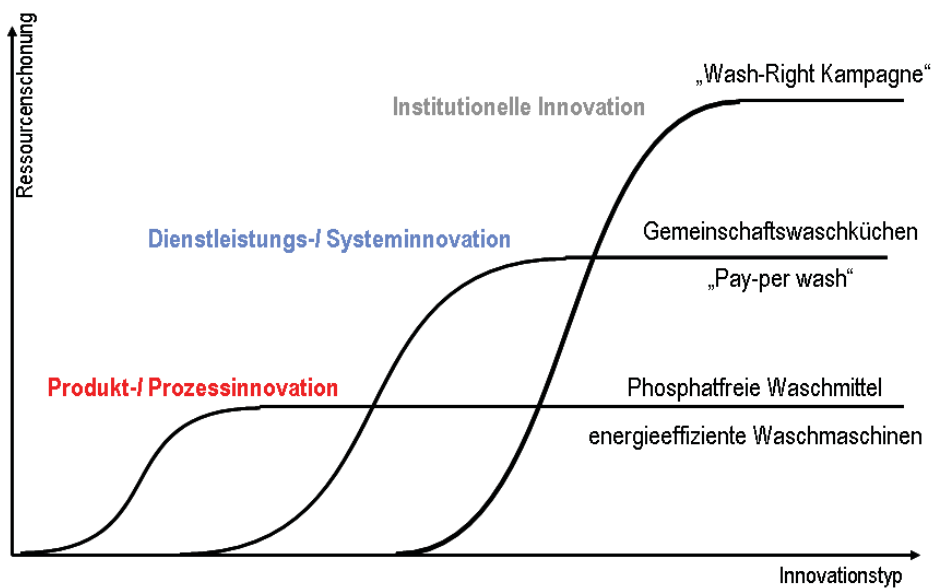 Ressourcenschonung
„Wash-Right Kampagne“
Institutionelle Innovation
Gemeinschaftswaschküchen
Dienstleistungs-/ Systeminnovation
„Pay-per wash“
Produkt-/ Prozessinnovation
Phosphatfreie Waschmittel
energieeffiziente Waschmaschinen
Innovationstyp